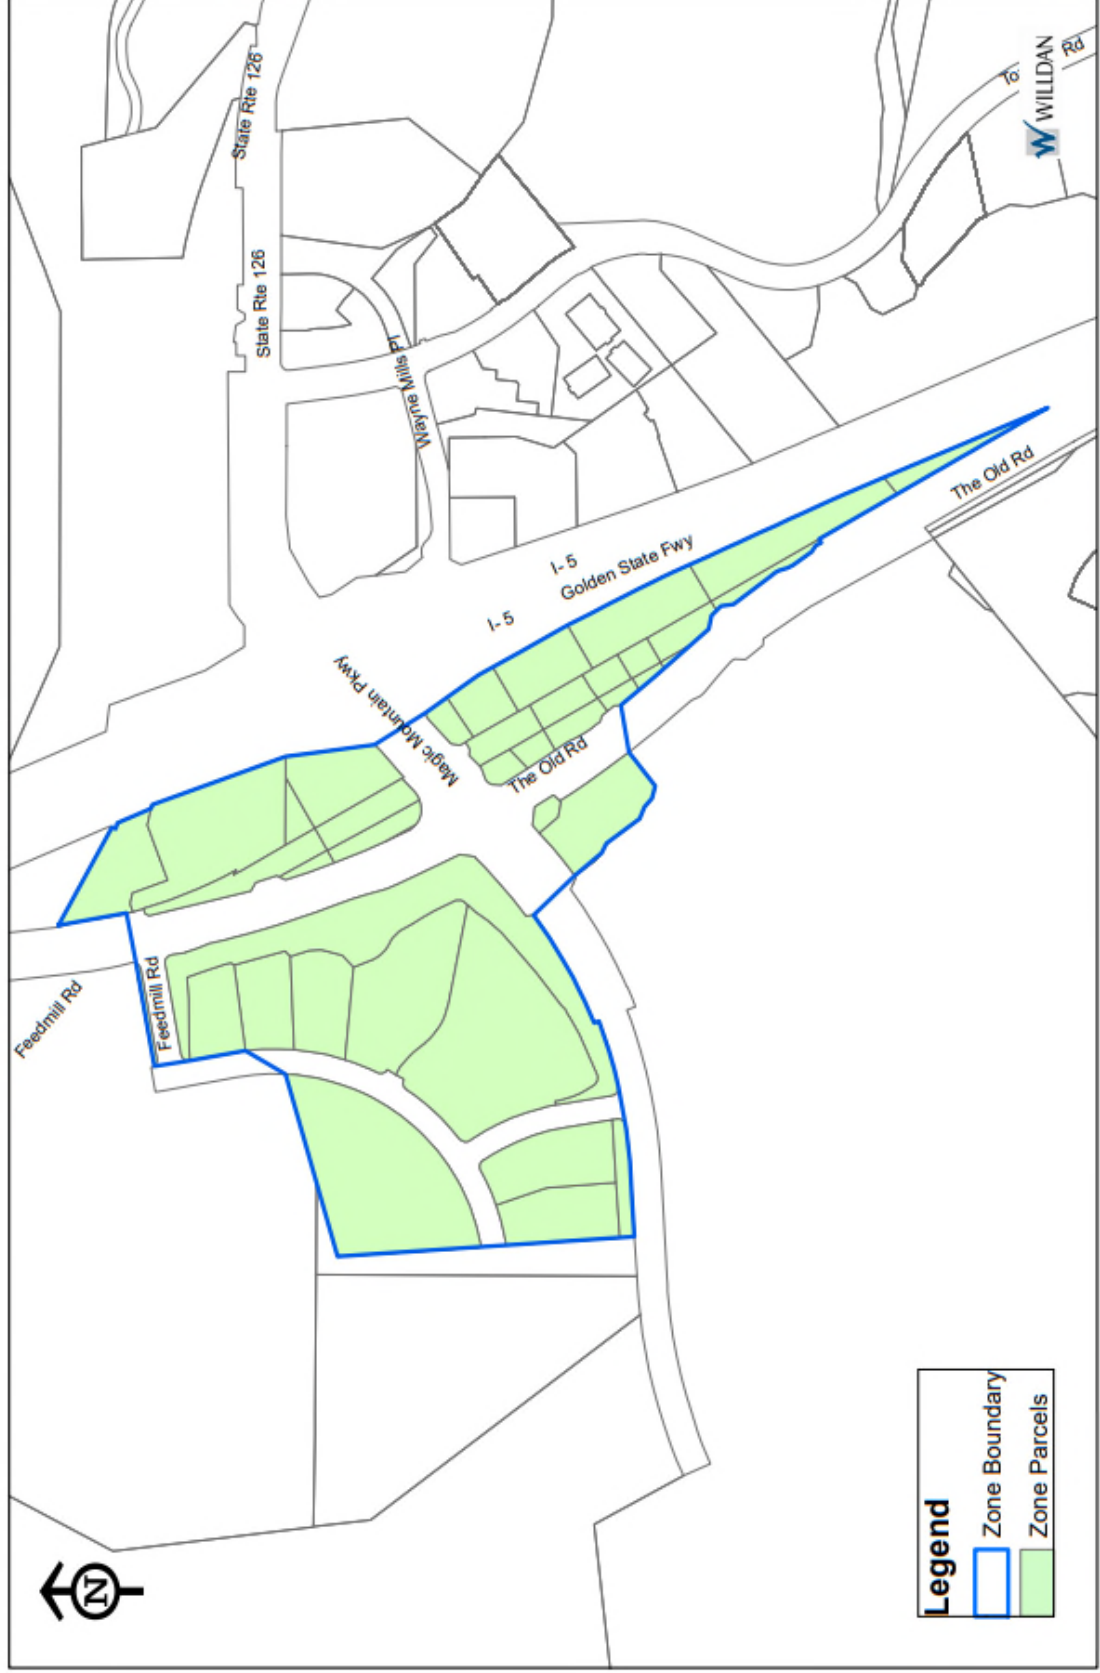 State Rte 126
State Rte 126
Wayne Mills Pl
To
Rd
WILLDAN
The Old Rd
I- 5
Golden State Fwy
I- 5
Magic Mountain Pkwy
The Old Rd
Feedmill Rd
Feedmill Rd
N
Legend
Zone Boundary
Zone Parcels